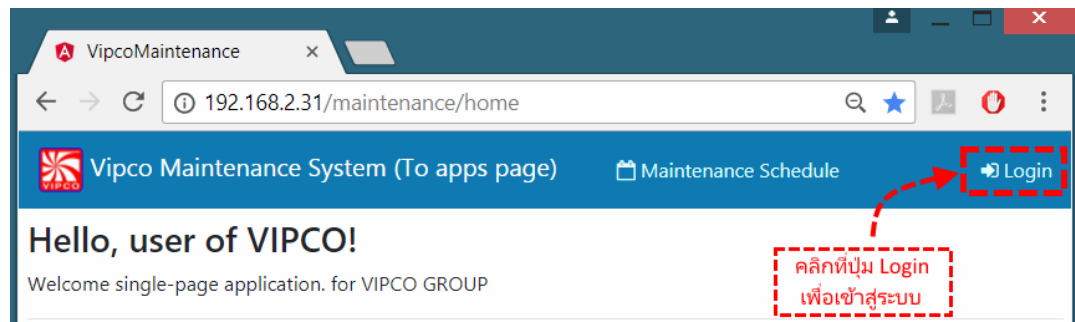 VipcoMaintenance
192.168.2.31/maintenance/home
VIPCO
Vipco Maintenance System (To apps page)
Maintenance Schedule
Login
Hello, user of VIPCO!
Welcome single-page application. for VIPCO GROUP
คลิกที่ปุ่ม Login
เพื่อเข้าสู่ระบบ